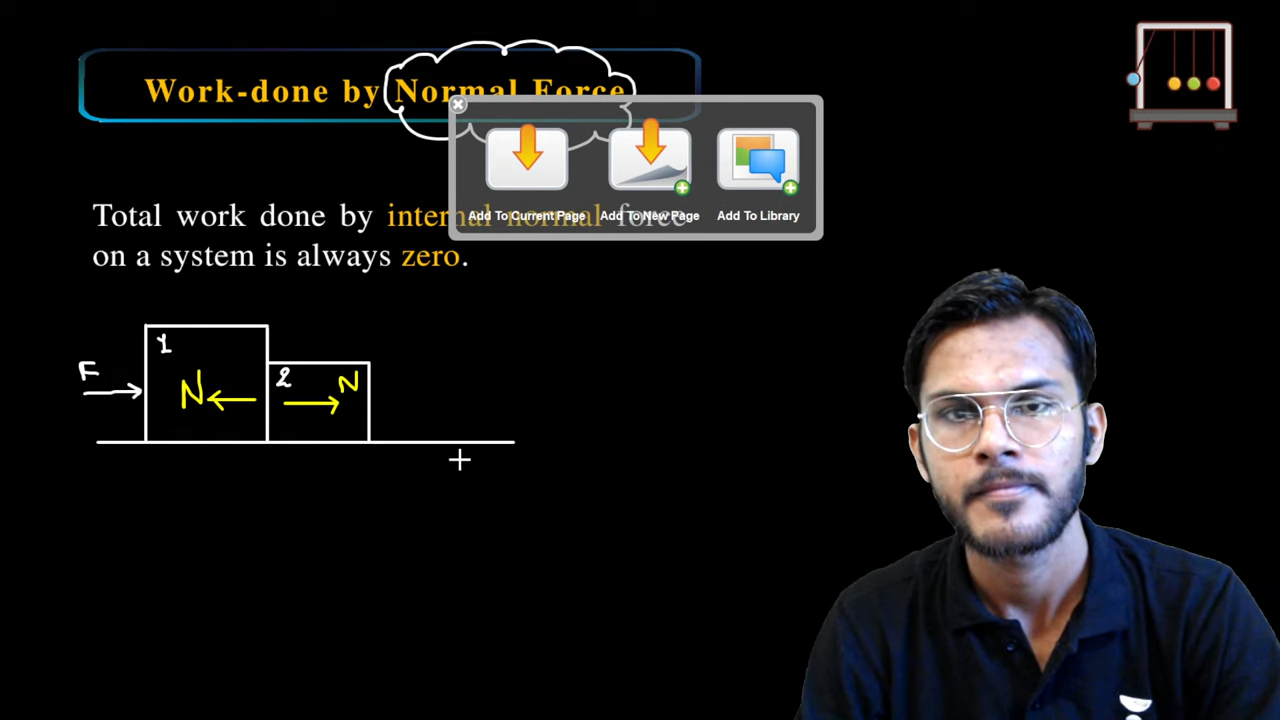 Work-done by Normal Force
Add To Current Page
Add To New Page
Add To Library
Total work done by internal normal force
on a system is always zero.
F
1
N
2
N